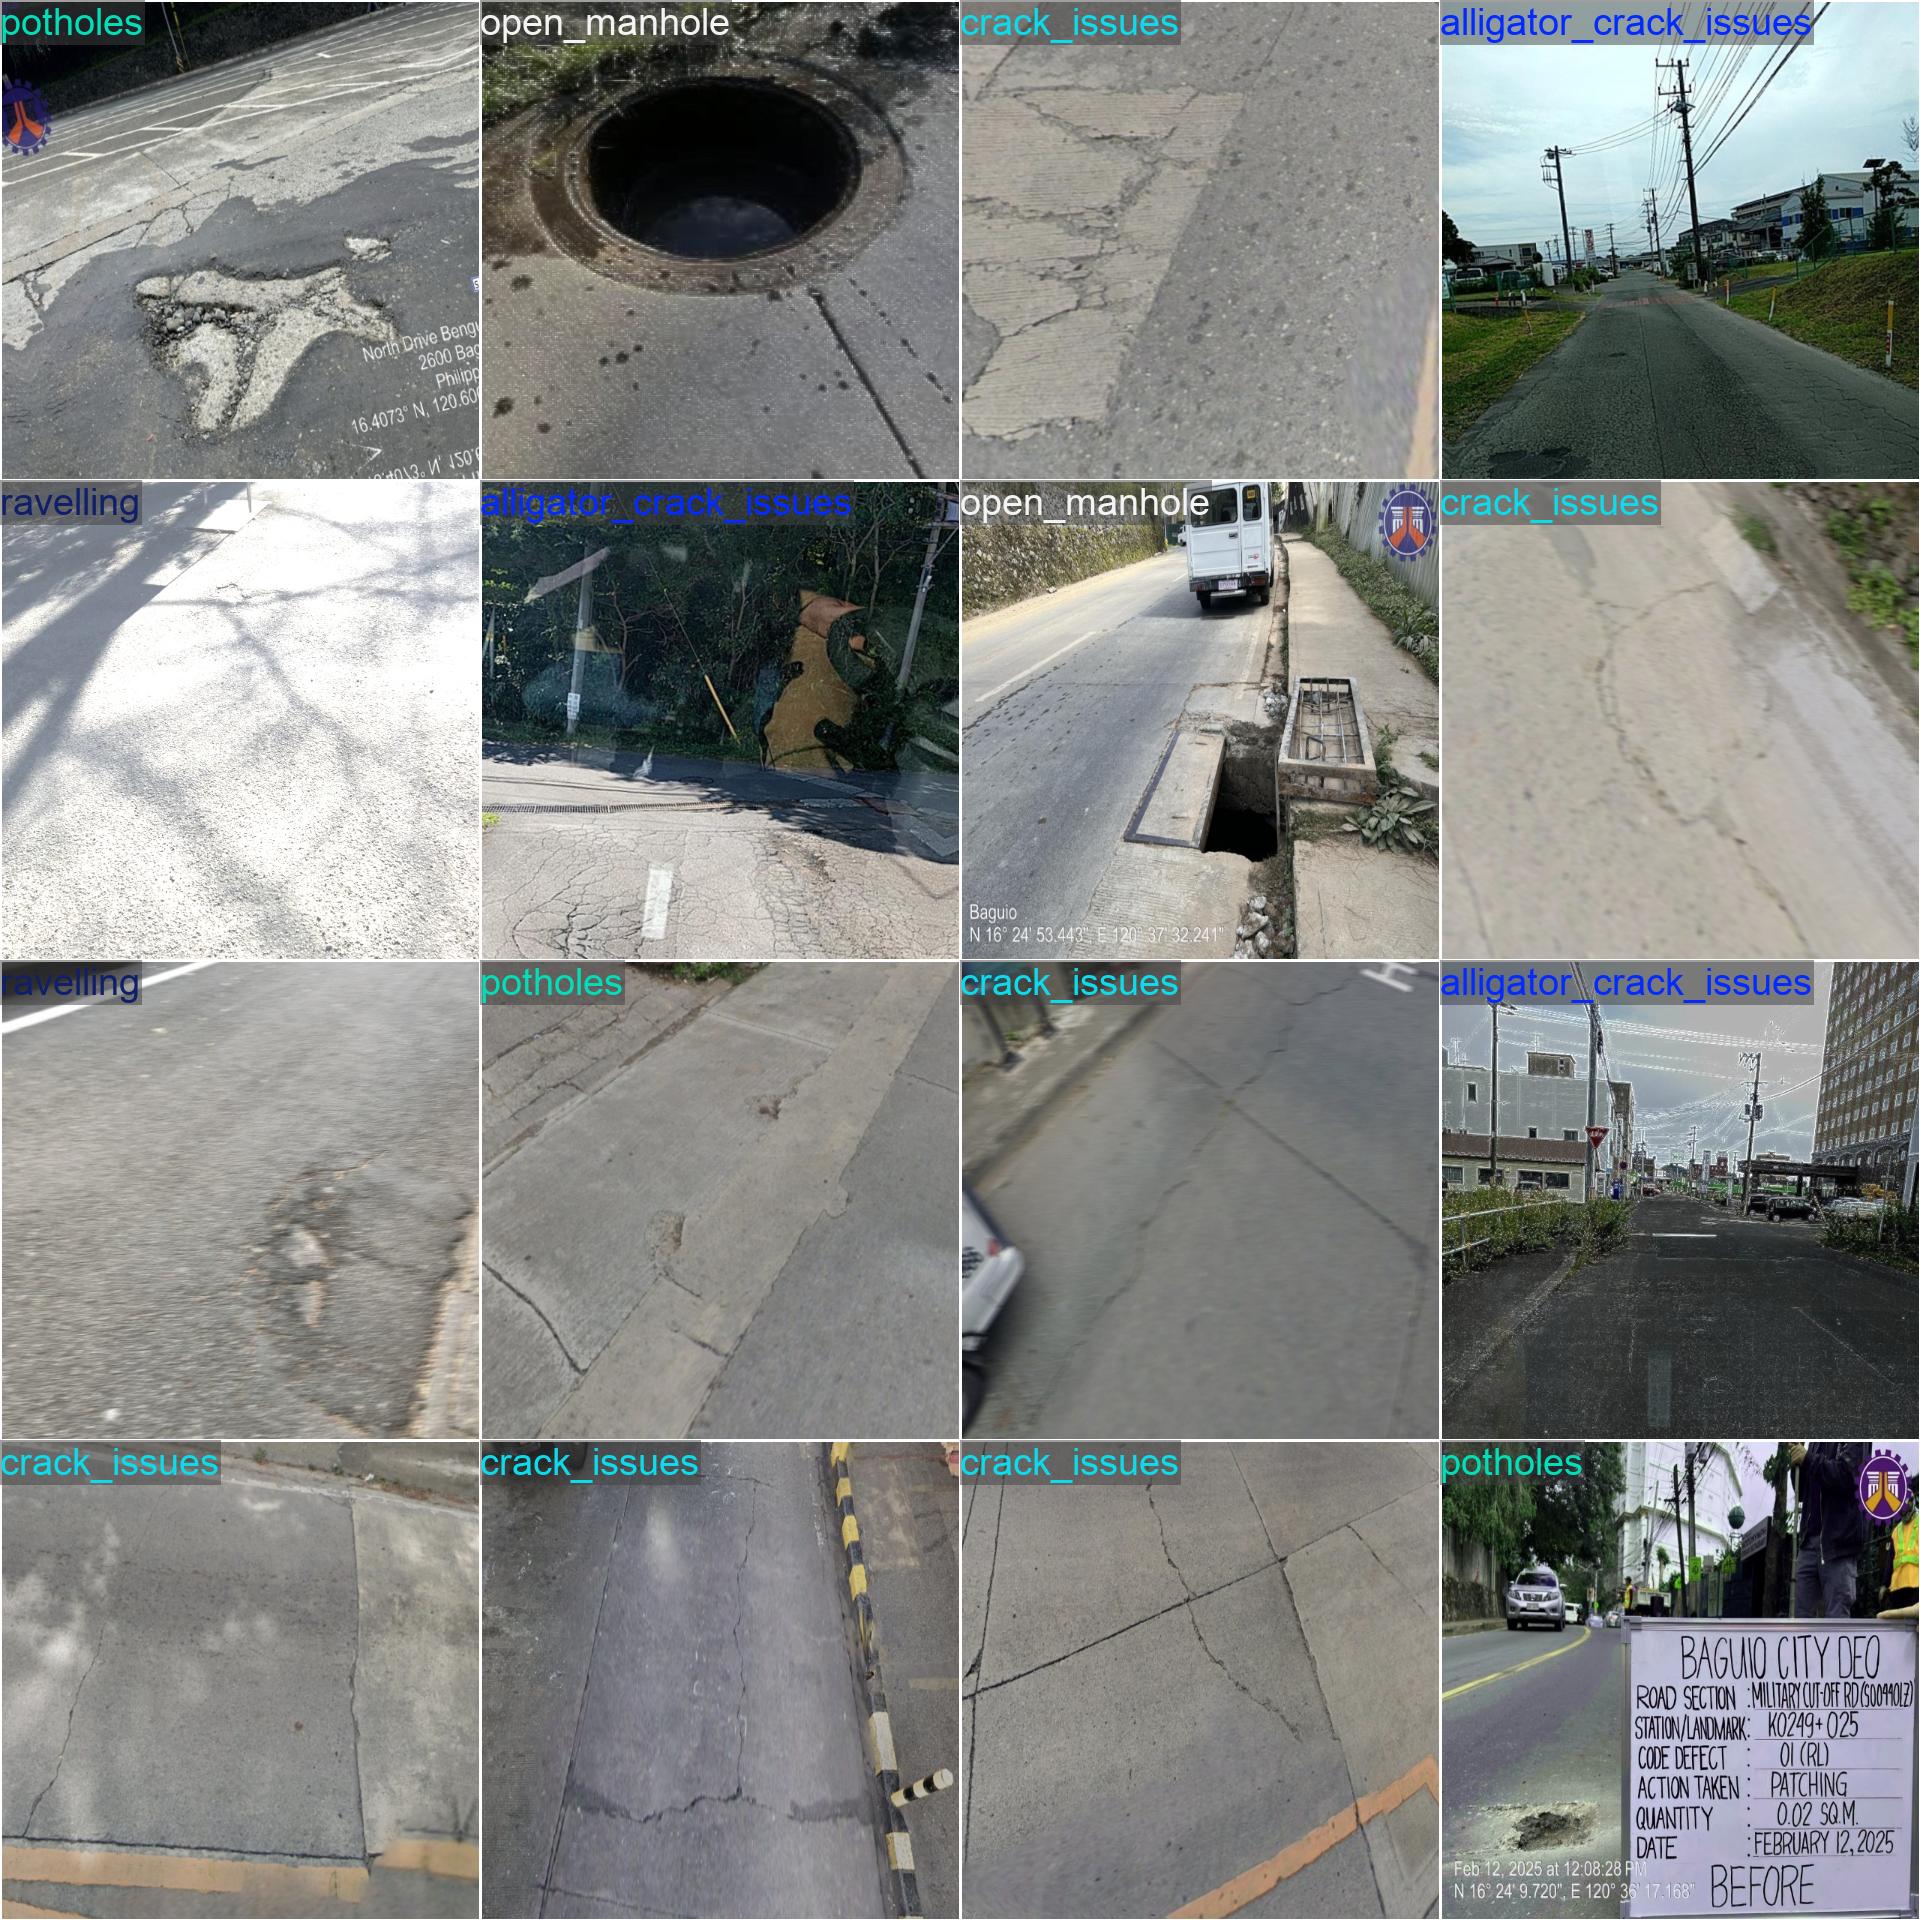 potholes
open_manhole
crack_issues
alligator_crack_issues
North Drive Beng
2600 Bag
Philipp
16.4073° N, 120.60
ravelling
alligator_crack_issues
open_manhole
crack_issues
Baguio
N 16° 24' 53.443", E 120° 37' 32.241"
ravelling
potholes
crack_issues
alligator_crack_issues
H
crack_issues
crack_issues
crack_issues
potholes
BAGUIO CITY DEO
ROAD SECTION : MILITARY CUT-OFF RD (S00440LZ)
STATION/LANDMARK: K0249+025
CODE DEFECT : 01 (RL)
ACTION TAKEN : PATCHING
QUANTITY : 0.02 SQ.M.
DATE : FEBRUARY 12, 2025
BEFORE
Feb 12, 2025 at 12:08:28 PM
N 16° 24' 9.720", E 120° 36' 17.168"